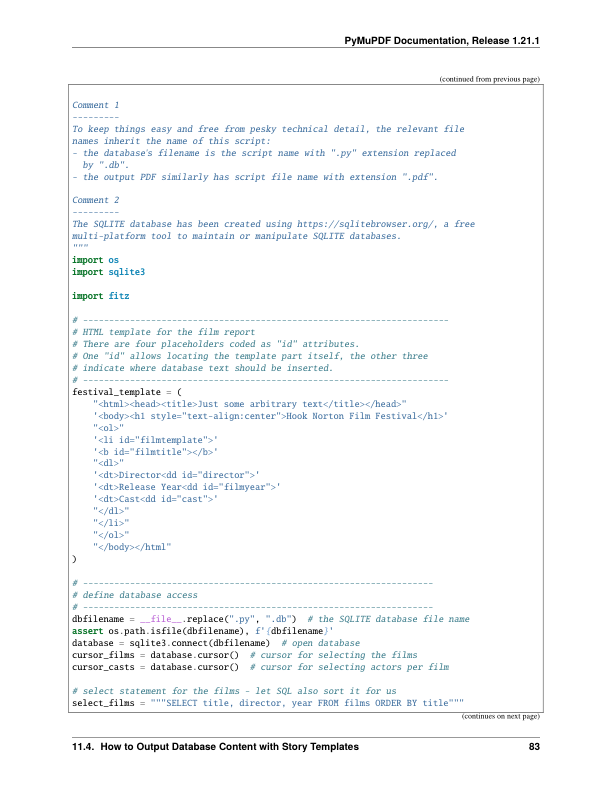 PyMuPDF Documentation, Release 1.21.1
(continued from previous page)
Comment 1
---------
To keep things easy and free from pesky technical detail, the relevant file
names inherit the name of this script:
- the database's filename is the script name with ".py" extension replaced
  by ".db".
- the output PDF similarly has script file name with extension ".pdf".

Comment 2
---------
The SQLITE database has been created using https://sqlitebrowser.org/, a free
multi-platform tool to maintain or manipulate SQLITE databases.
"""
import os
import sqlite3

import fitz

# ----------------------------------------------------------------------
# HTML template for the film report
# There are four placeholders coded as "id" attributes.
# One "id" allows locating the template part itself, the other three
# indicate where database text should be inserted.
# ----------------------------------------------------------------------
festival_template = (
    "<html><head><title>Just some arbitrary text</title></head>"
    '<body><h1 style="text-align:center">Hook Norton Film Festival</h1>'
    "<ol>"
    '<li id="filmtemplate">'
    '<b id="filmtitle"></b>'
    "<dl>"
    '<dt>Director<dd id="director">'
    '<dt>Release Year<dd id="filmyear">'
    '<dt>Cast<dd id="cast">'
    "</dl>"
    "</li>"
    "</ol>"
    "</body></html"
)

# -------------------------------------------------------------------
# define database access
# -------------------------------------------------------------------
dbfilename = __file__.replace(".py", ".db")  # the SQLITE database file name
assert os.path.isfile(dbfilename), f'{dbfilename}'
database = sqlite3.connect(dbfilename)  # open database
cursor_films = database.cursor()  # cursor for selecting the films
cursor_casts = database.cursor()  # cursor for selecting actors per film

# select statement for the films - let SQL also sort it for us
select_films = """SELECT title, director, year FROM films ORDER BY title"""
(continues on next page)
11.4. How to Output Database Content with Story Templates 83